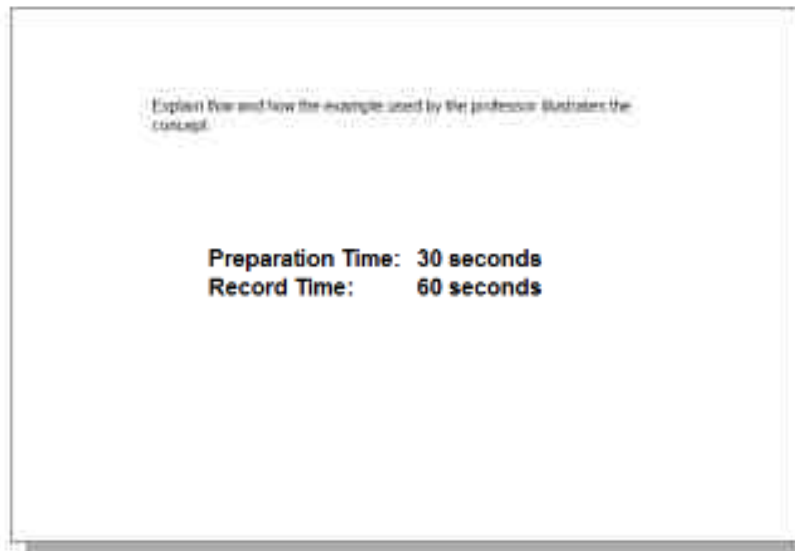 Explain flow and how the example used by the professor illustrates the
concept.
Preparation Time: 30 seconds
Record Time: 60 seconds